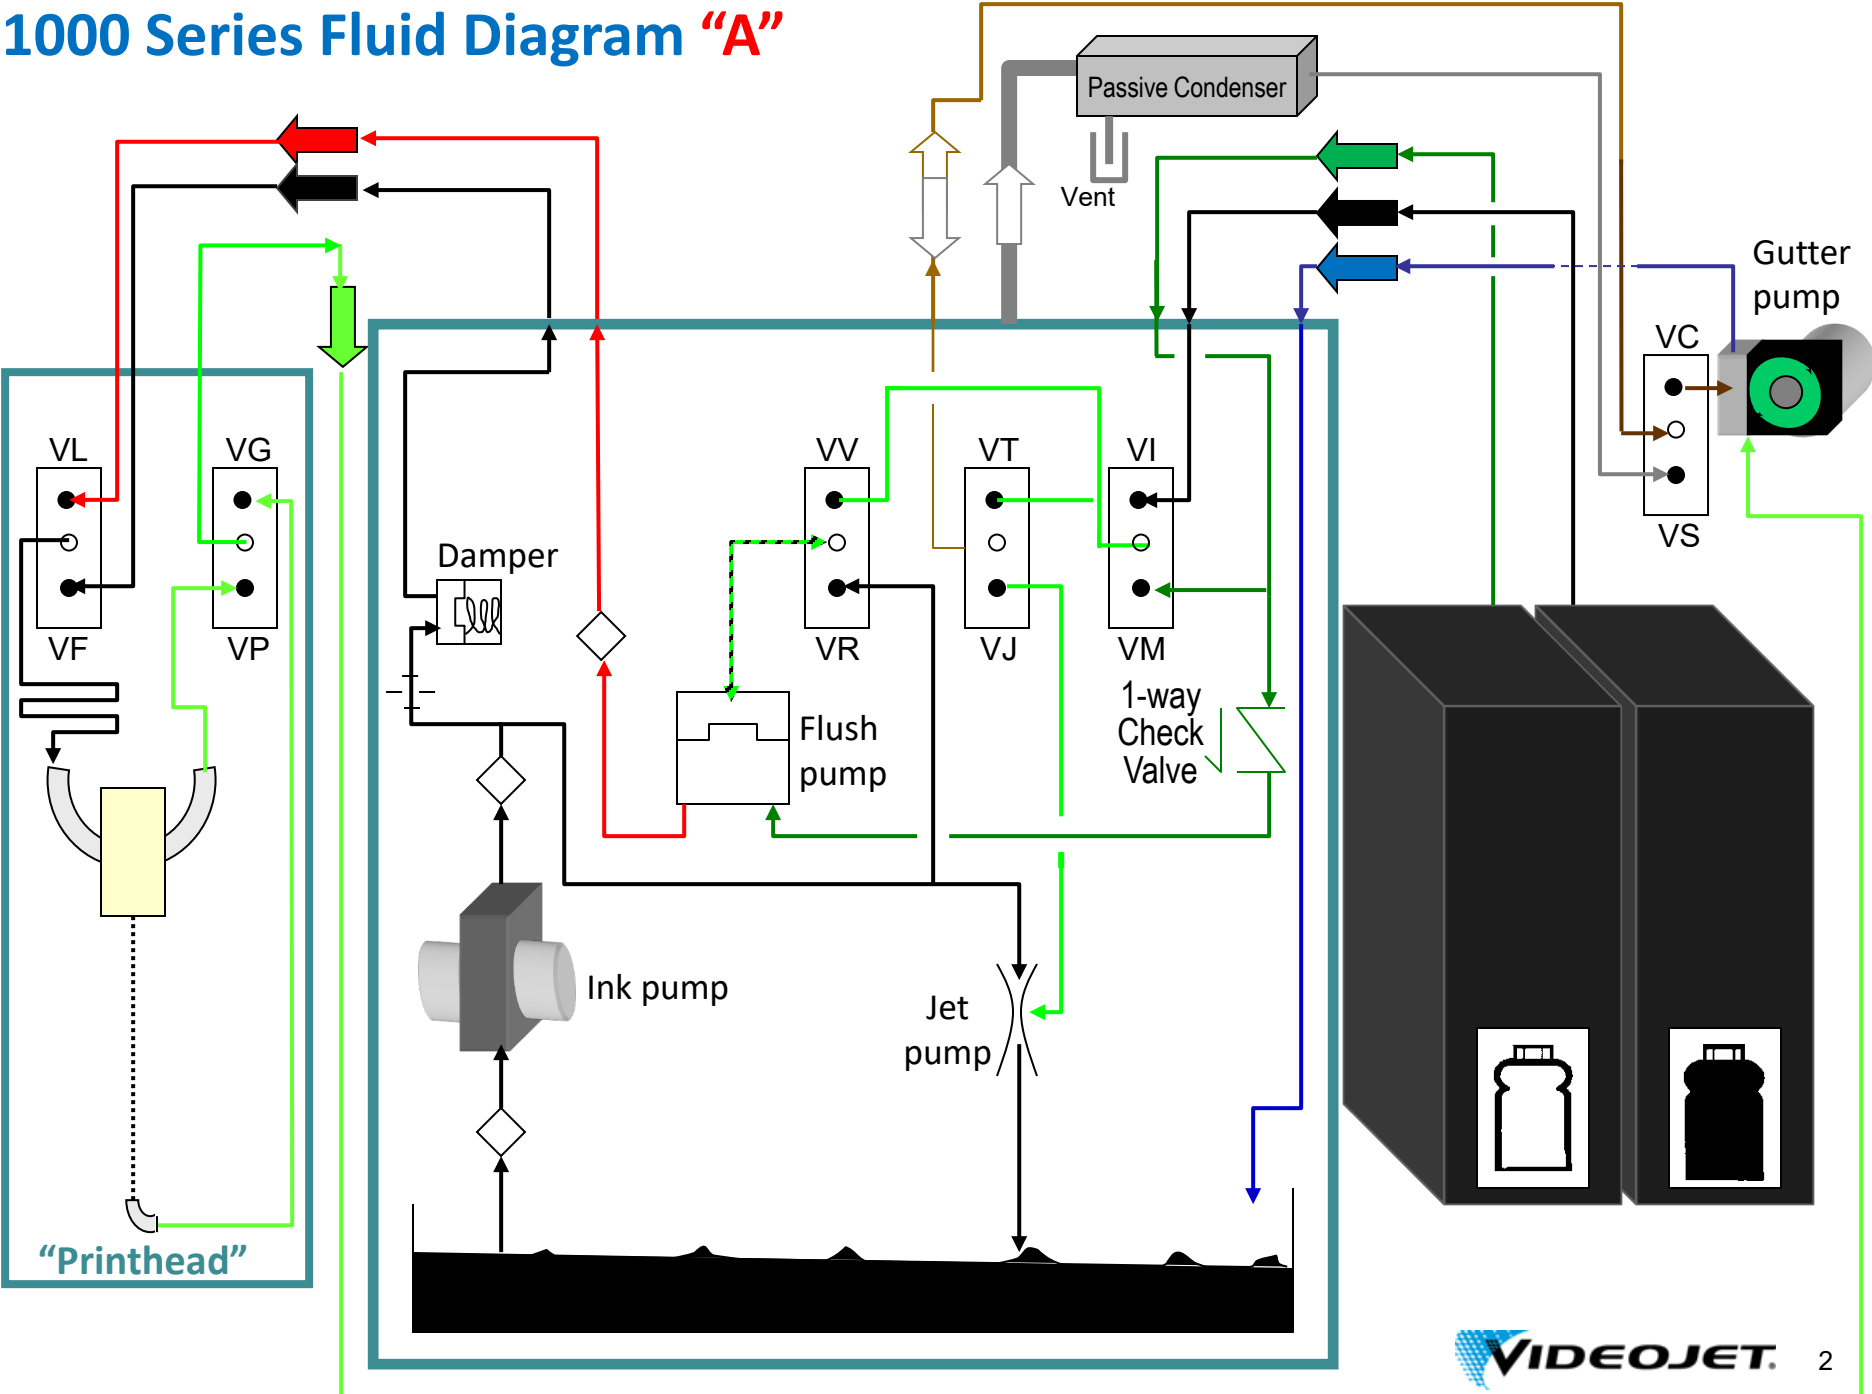 1000 Series Fluid Diagram “A”
Passive Condenser
Vent
Gutter
pump
VC
VS
VL
VG
VV
VT
VI
Damper
VF
VP
VR
VJ
VM
1-way
Check
Valve
Flush
pump
Ink pump
Jet
pump
“Printhead”
VIDEOJET.
2